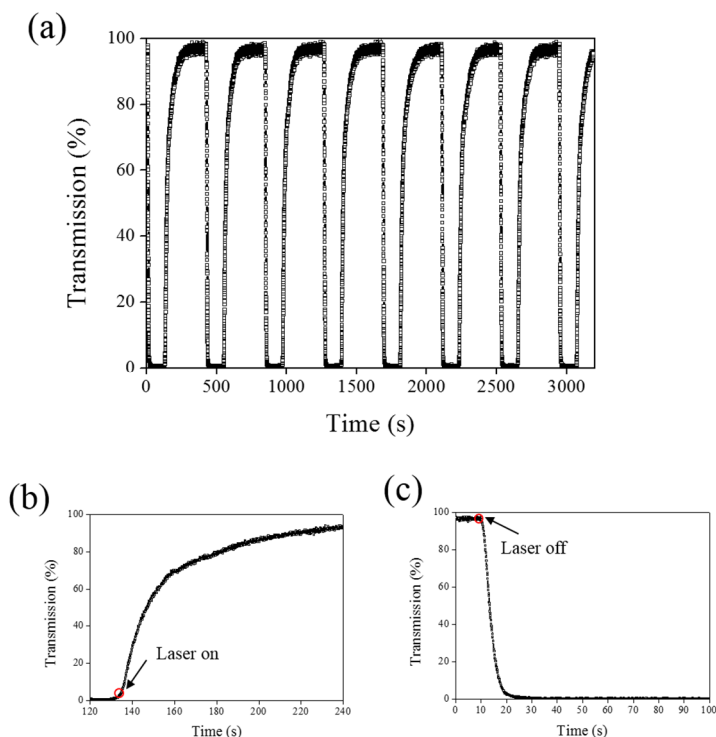 (a)
100
80
60
40
20
0
Transmission (%)
0 500 1000 1500 2000 2500 3000
Time (s)
(b)
100
80
60
40
20
0
Transmission (%)
Laser on
120 140 160 180 200 220 240
Time (s)
(c)
100
80
60
40
20
0
Transmission (%)
Laser off
0 10 20 30 40 50 60 70 80 90 100
Time (s)